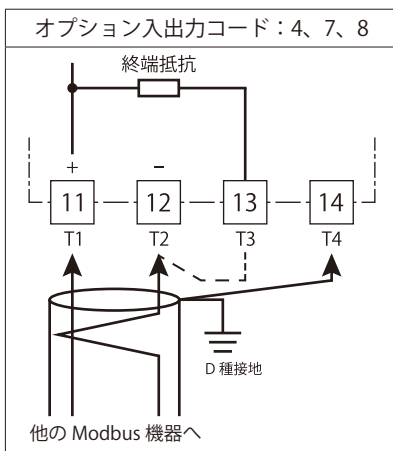 オプション入出力コード：4、7、8
終端抵抗
+ −
11 12 13 14
T1 T2 T3 T4
D 種接地
他の Modbus 機器へ